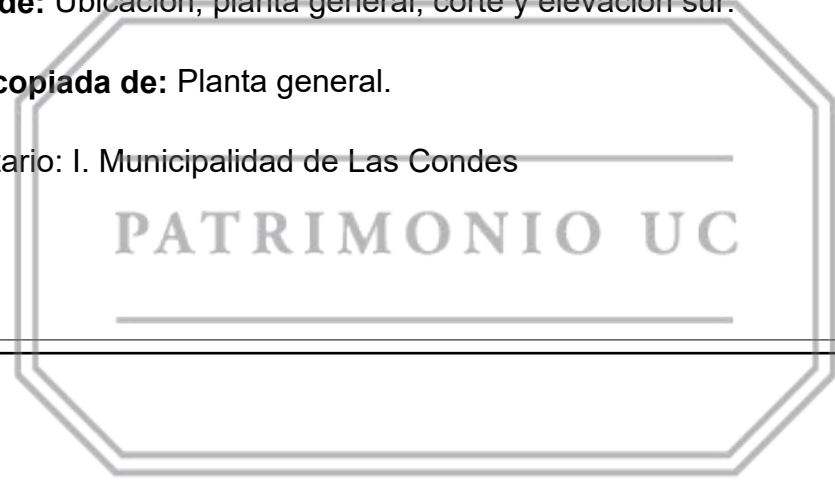 de: Ubicación, planta general, corte y elevación sur.
copiada de: Planta general.
tario: I. Municipalidad de Las Condes
PATRIMONIO UC